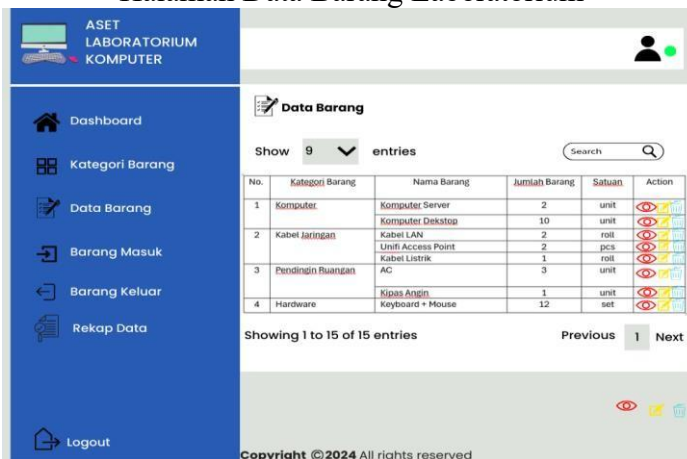 Halaman Data Barang Laboratorium
ASET
LABORATORIUM
KOMPUTER
Dashboard
Kategori Barang
Data Barang
Barang Masuk
Barang Keluar
Rekap Data
Logout
Data Barang
Show 9 entries
Search
No. Kategori Barang Nama Barang Jumlah Barang Satuan Action
1 Komputer Komputer Server 2 unit
Komputer Dekstop 10 unit
2 Kabel Jaringan Kabel LAN 2 roll
Unifi Access Point 2 pcs
Kabel Listrik 1 roll
3 Pendingin Ruangan AC 3 unit
Kipas Angin 1 unit
4 Hardware Keyboard + Mouse 12 set
Showing 1 to 15 of 15 entries
Previous 1 Next
Copyright ©2024 All rights reserved